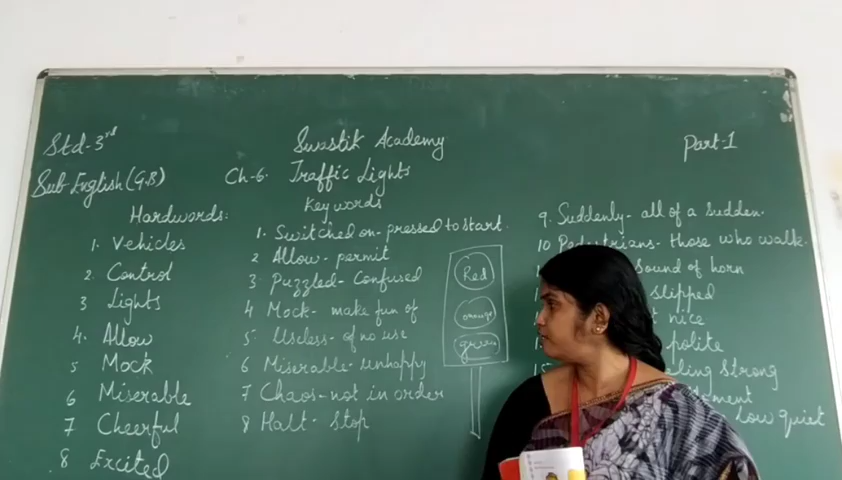 Std-3rd
Swastik Academy
Part-1
Sub English (G.B)
Ch-6. Traffic Lights
Hardwords:
1. Vehicles
2. Control
3 Lights
4. Allow
5 Mock
6 Miserable
7 Cheerful
8 Excited
Keywords
1. Switched on-pressed to start.
2 Allow - permit
3 Puzzled- Confused
4 Mock- make fun of
5 Useless- of no use
6 Miserable- unhappy
7 Chaos-not in order
8 Halt- Stop
Red
orange
green
9. Suddenly- all of a sudden.
10 Pedestrians- those who walk.
Sound of horn
slipped
nice
polite
strong
low quiet